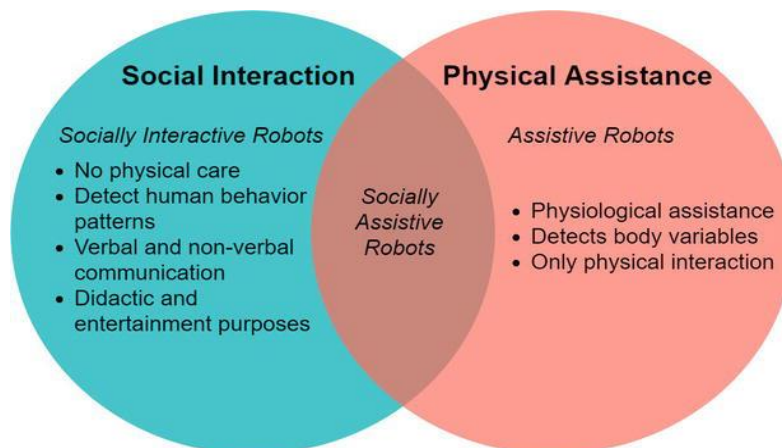 Social Interaction
Socially Interactive Robots
• No physical care
• Detect human behavior
patterns
• Verbal and non-verbal
communication
• Didactic and
entertainment purposes
Socially
Assistive
Robots
Physical Assistance
Assistive Robots
• Physiological assistance
• Detects body variables
• Only physical interaction